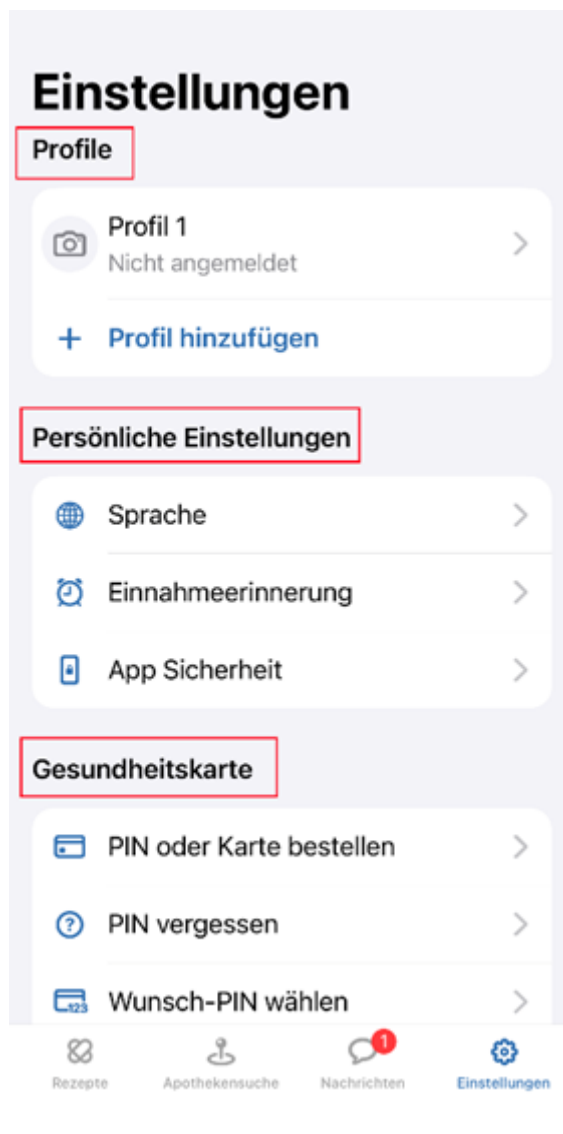 Einstellungen
Profile
Profil 1
Nicht angemeldet
+ Profil hinzufügen
Persönliche Einstellungen
Sprache
Einnahmeerinnerung
App Sicherheit
Gesundheitskarte
PIN oder Karte bestellen
? PIN vergessen
123 Wunsch-PIN wählen
1
Rezepte Apothekensuche Nachrichten Einstellungen